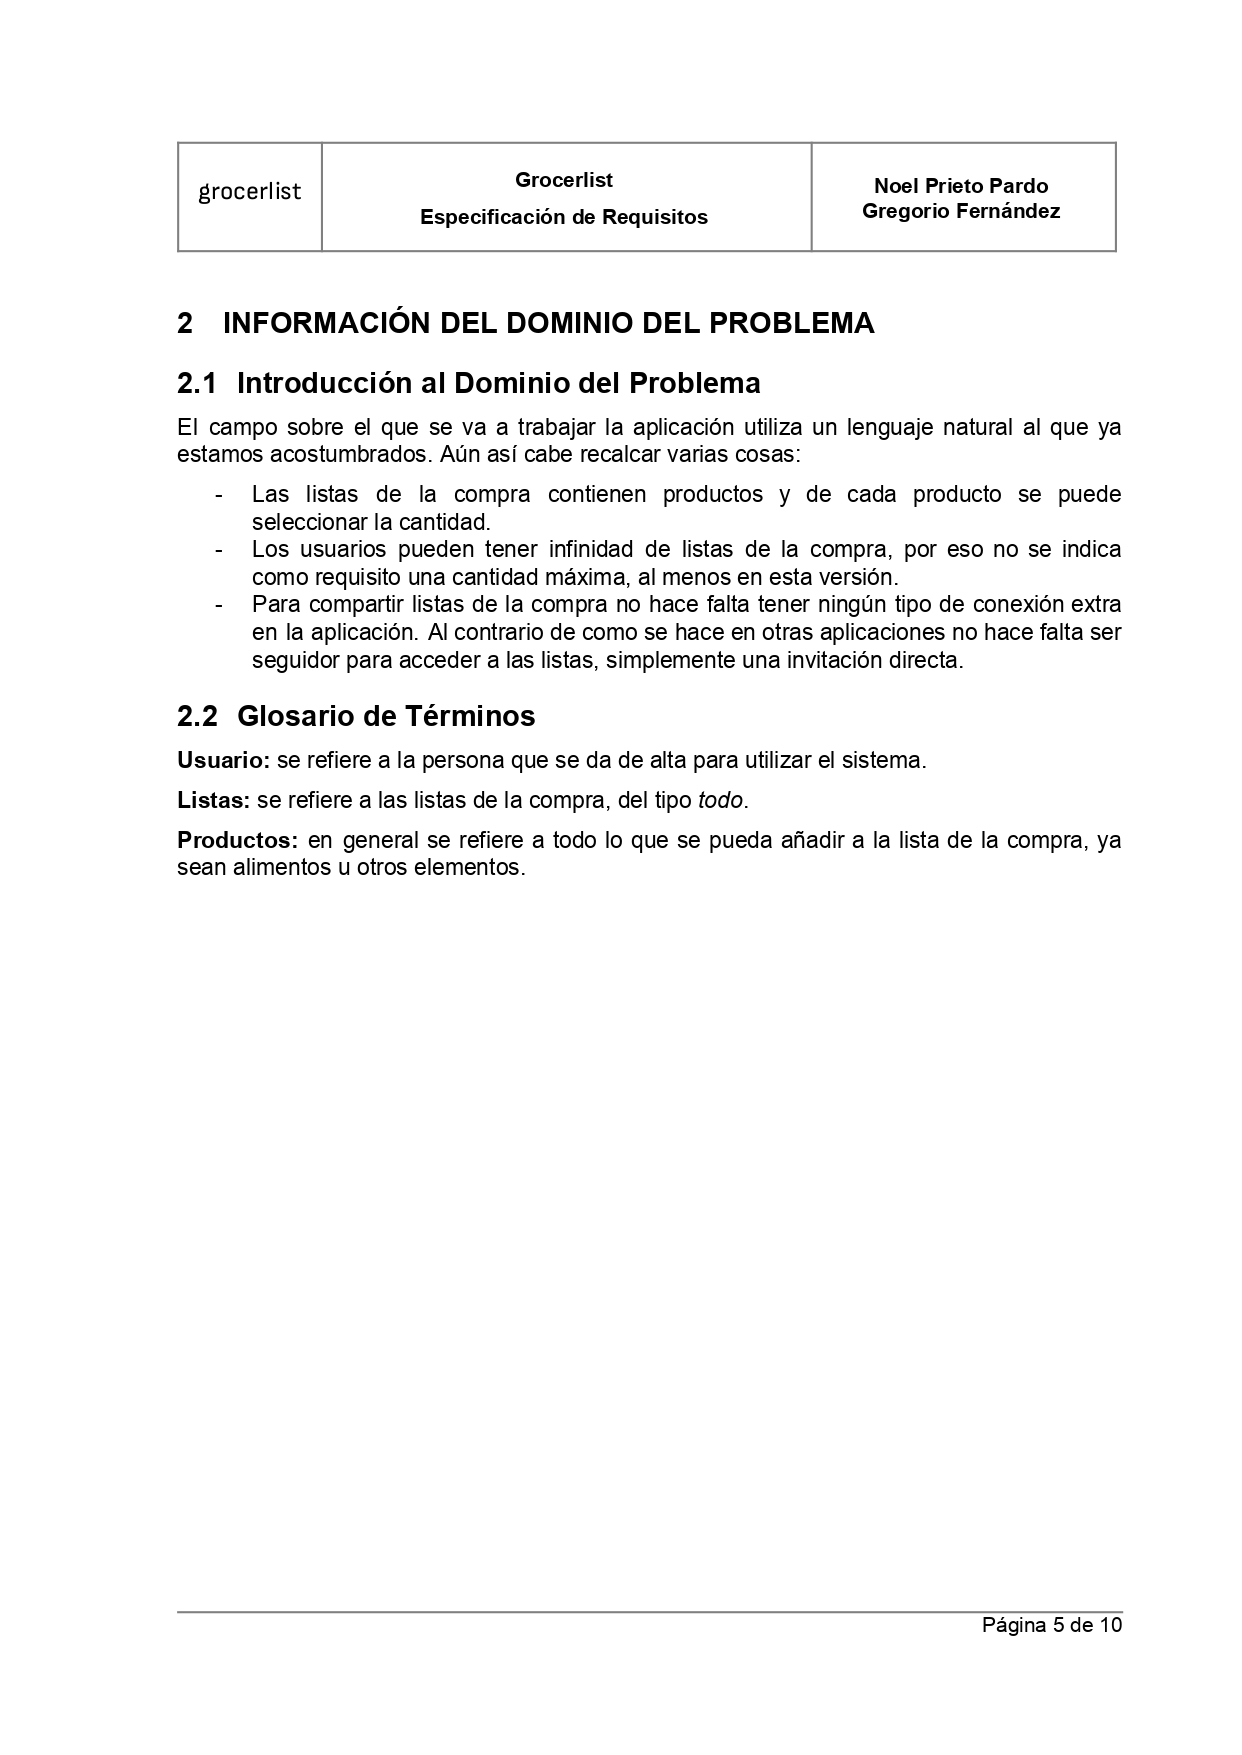 grocerlist
Grocerlist
Especificación de Requisitos
Noel Prieto Pardo
Gregorio Fernández
2 INFORMACIÓN DEL DOMINIO DEL PROBLEMA
2.1 Introducción al Dominio del Problema
El campo sobre el que se va a trabajar la aplicación utiliza un lenguaje natural al que ya
estamos acostumbrados. Aún así cabe recalcar varias cosas:
- Las listas de la compra contienen productos y de cada producto se puede
seleccionar la cantidad.
- Los usuarios pueden tener infinidad de listas de la compra, por eso no se indica
como requisito una cantidad máxima, al menos en esta versión.
- Para compartir listas de la compra no hace falta tener ningún tipo de conexión extra
en la aplicación. Al contrario de como se hace en otras aplicaciones no hace falta ser
seguidor para acceder a las listas, simplemente una invitación directa.
2.2 Glosario de Términos
Usuario: se refiere a la persona que se da de alta para utilizar el sistema.
Listas: se refiere a las listas de la compra, del tipo todo.
Productos: en general se refiere a todo lo que se pueda añadir a la lista de la compra, ya
sean alimentos u otros elementos.
Página 5 de 10